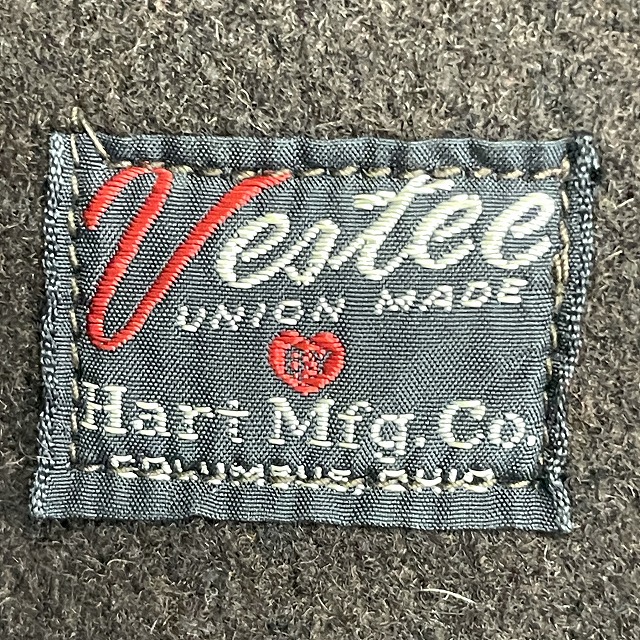 Vestee
UNION MADE
BY
Hart Mfg. Co.
COLUMBUS, OHIO